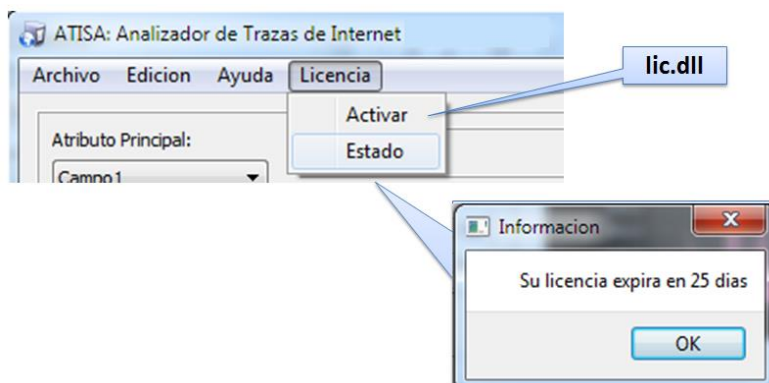 ATISA: Analizador de Trazas de Internet
Archivo Edicion Ayuda Licencia
lic.dll
Activar
Atributo Principal:
Estado
Campo1
Informacion
Su licencia expira en 25 dias
OK